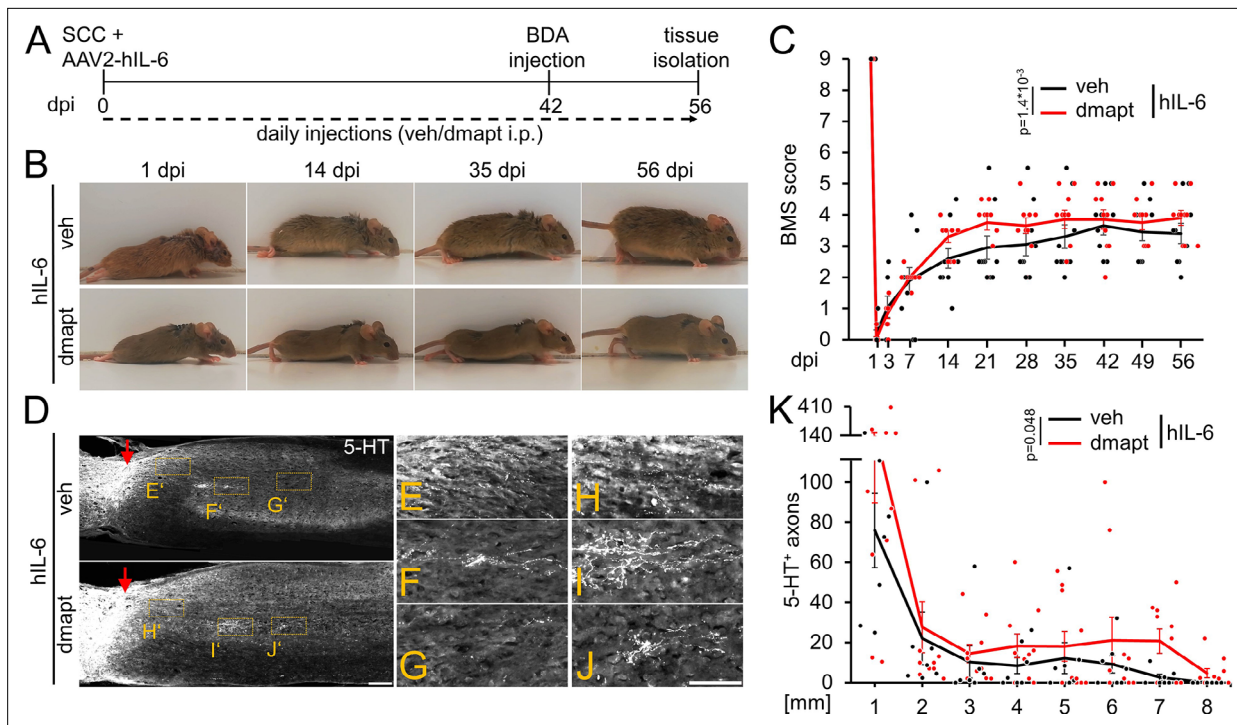 A
SCC +
AAV2-hIL-6
BDA
injection
tissue
isolation
dpi 0 42 56
daily injections (veh/dmapt i.p.)
B
1 dpi 14 dpi 35 dpi 56 dpi
hIL-6
veh
dmapt
C
9
8
7
6
5
4
3
2
1
0
BMS score
p=1.4*10-3
veh
dmapt
hIL-6
dpi 1 3 7 14 21 28 35 42 49 56
D
hIL-6
veh
dmapt
5-HT
E‘
F‘
G‘
H‘
I‘
J‘
E
F
G
H
I
J
K
410
140
100
80
60
40
20
0
5-HT+ axons
p=0.048
veh
dmapt
hIL-6
[mm] 1 2 3 4 5 6 7 8